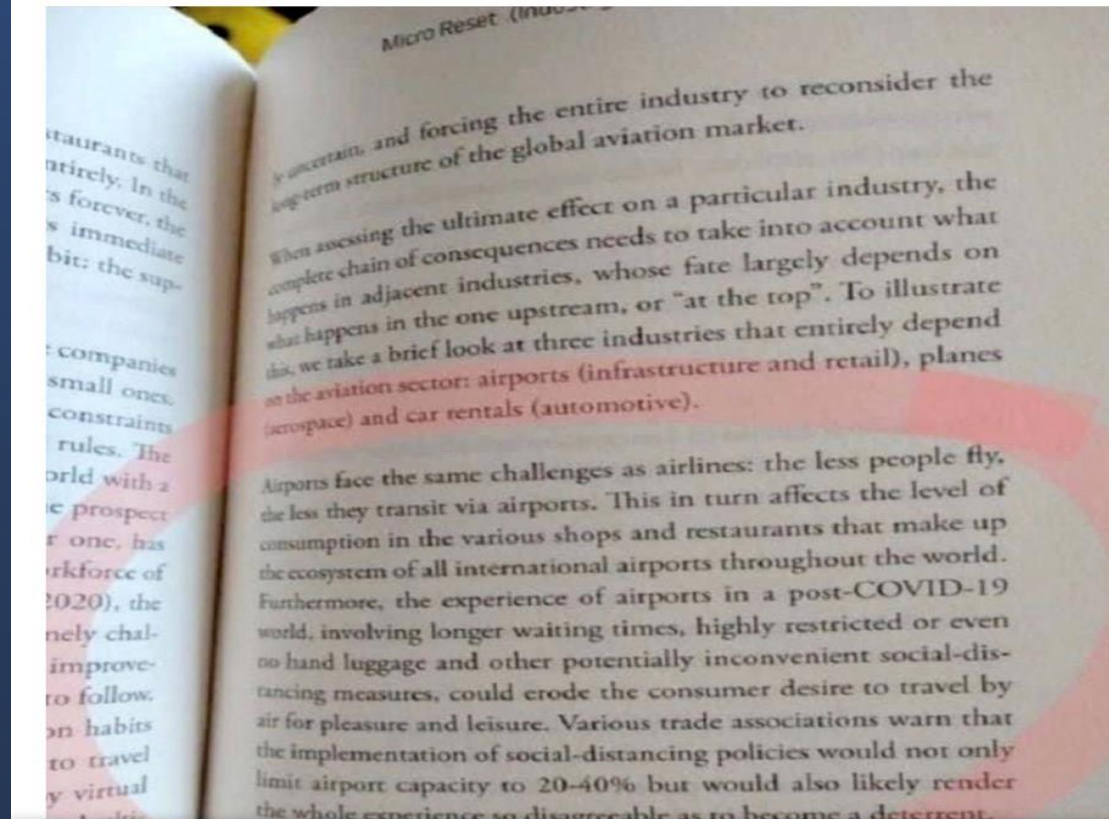 taurants that
ntirely. In the
s forever, the
s immediate
bit: the sup-
companies
small ones,
constraints
rules. The
orld with a
e prospect
r one, has
rkforce of
2020), the
nely chal-
improve-
to follow.
on habits
to travel
y virtual
Micro Reset
uncertain, and forcing the entire industry to reconsider the
long-term structure of the global aviation market.
When assessing the ultimate effect on a particular industry, the
complete chain of consequences needs to take into account what
happens in adjacent industries, whose fate largely depends on
what happens in the one upstream, or "at the top". To illustrate
this, we take a brief look at three industries that entirely depend
on the aviation sector: airports (infrastructure and retail), planes
(aerospace) and car rentals (automotive).
Airports face the same challenges as airlines: the less people fly,
the less they transit via airports. This in turn affects the level of
consumption in the various shops and restaurants that make up
the ecosystem of all international airports throughout the world.
Furthermore, the experience of airports in a post-COVID-19
world, involving longer waiting times, highly restricted or even
no hand luggage and other potentially inconvenient social-dis-
tancing measures, could erode the consumer desire to travel by
air for pleasure and leisure. Various trade associations warn that
the implementation of social-distancing policies would not only
limit airport capacity to 20-40% but would also likely render
the whole experience so disagreeable as to become a deterrent.